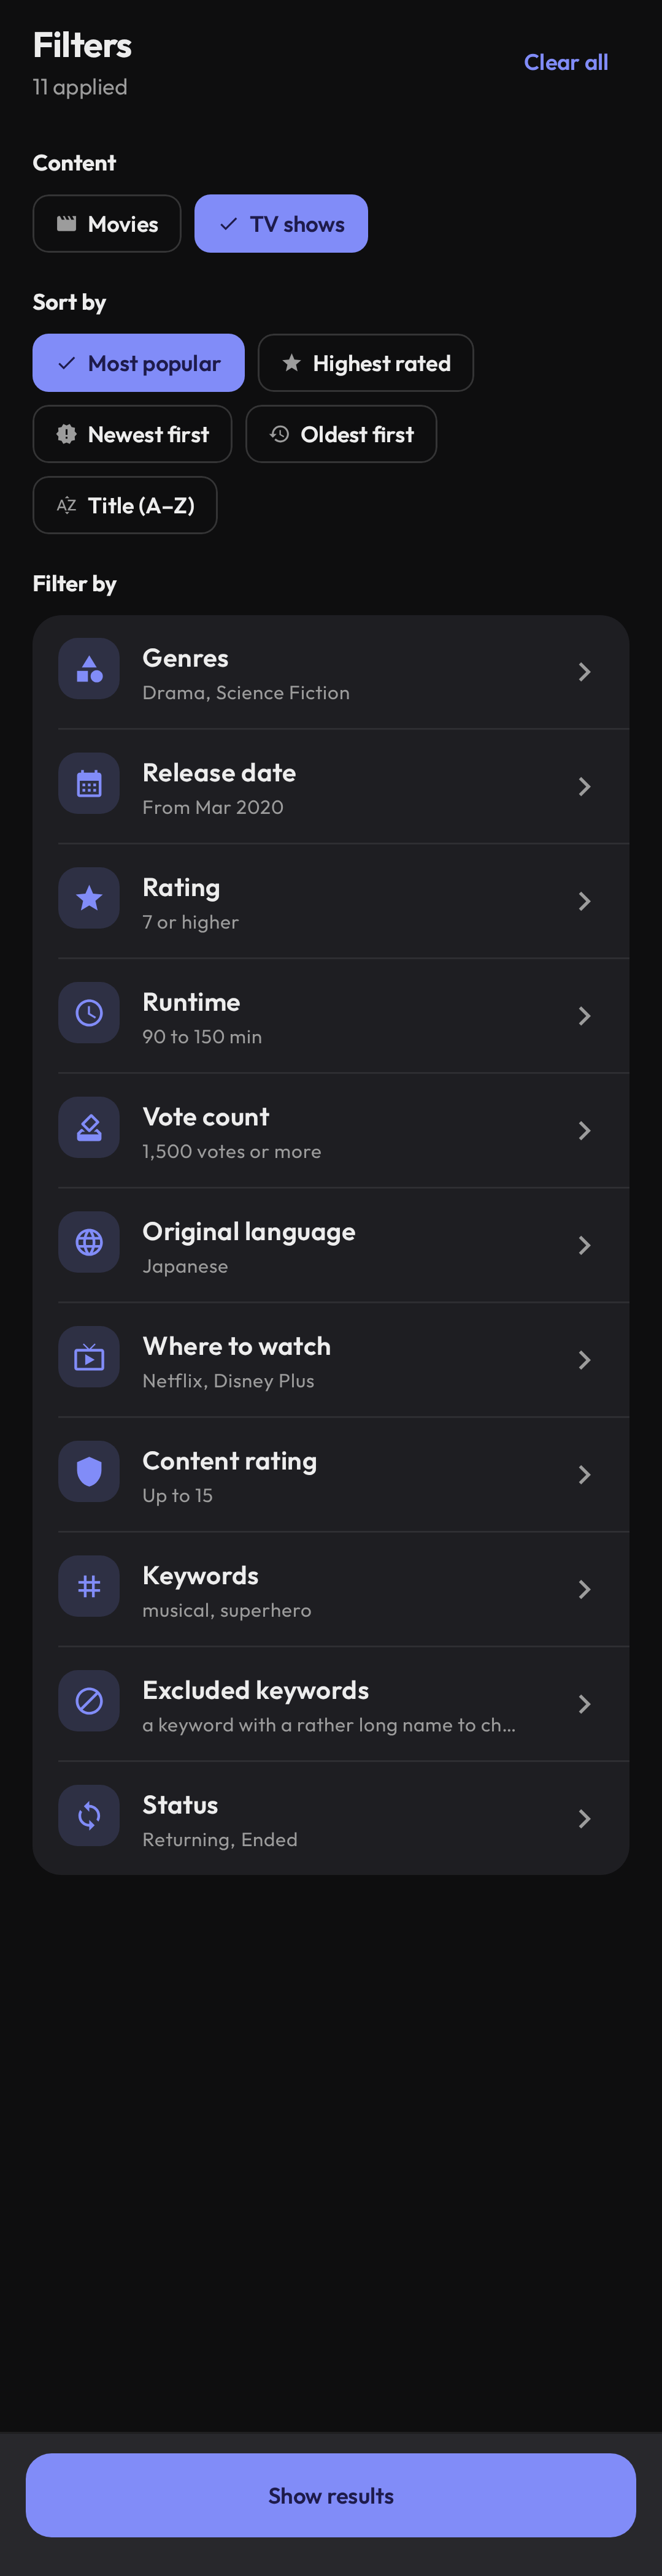 Filters
11 applied
Clear all
Content
Movies
TV shows
Sort by
Most popular
Highest rated
Newest first
Oldest first
Title (A–Z)
Filter by
Genres
Drama, Science Fiction
Release date
From Mar 2020
Rating
7 or higher
Runtime
90 to 150 min
Vote count
1,500 votes or more
Original language
Japanese
Where to watch
Netflix, Disney Plus
Content rating
Up to 15
Keywords
musical, superhero
Excluded keywords
a keyword with a rather long name to ch...
Status
Returning, Ended
Show results